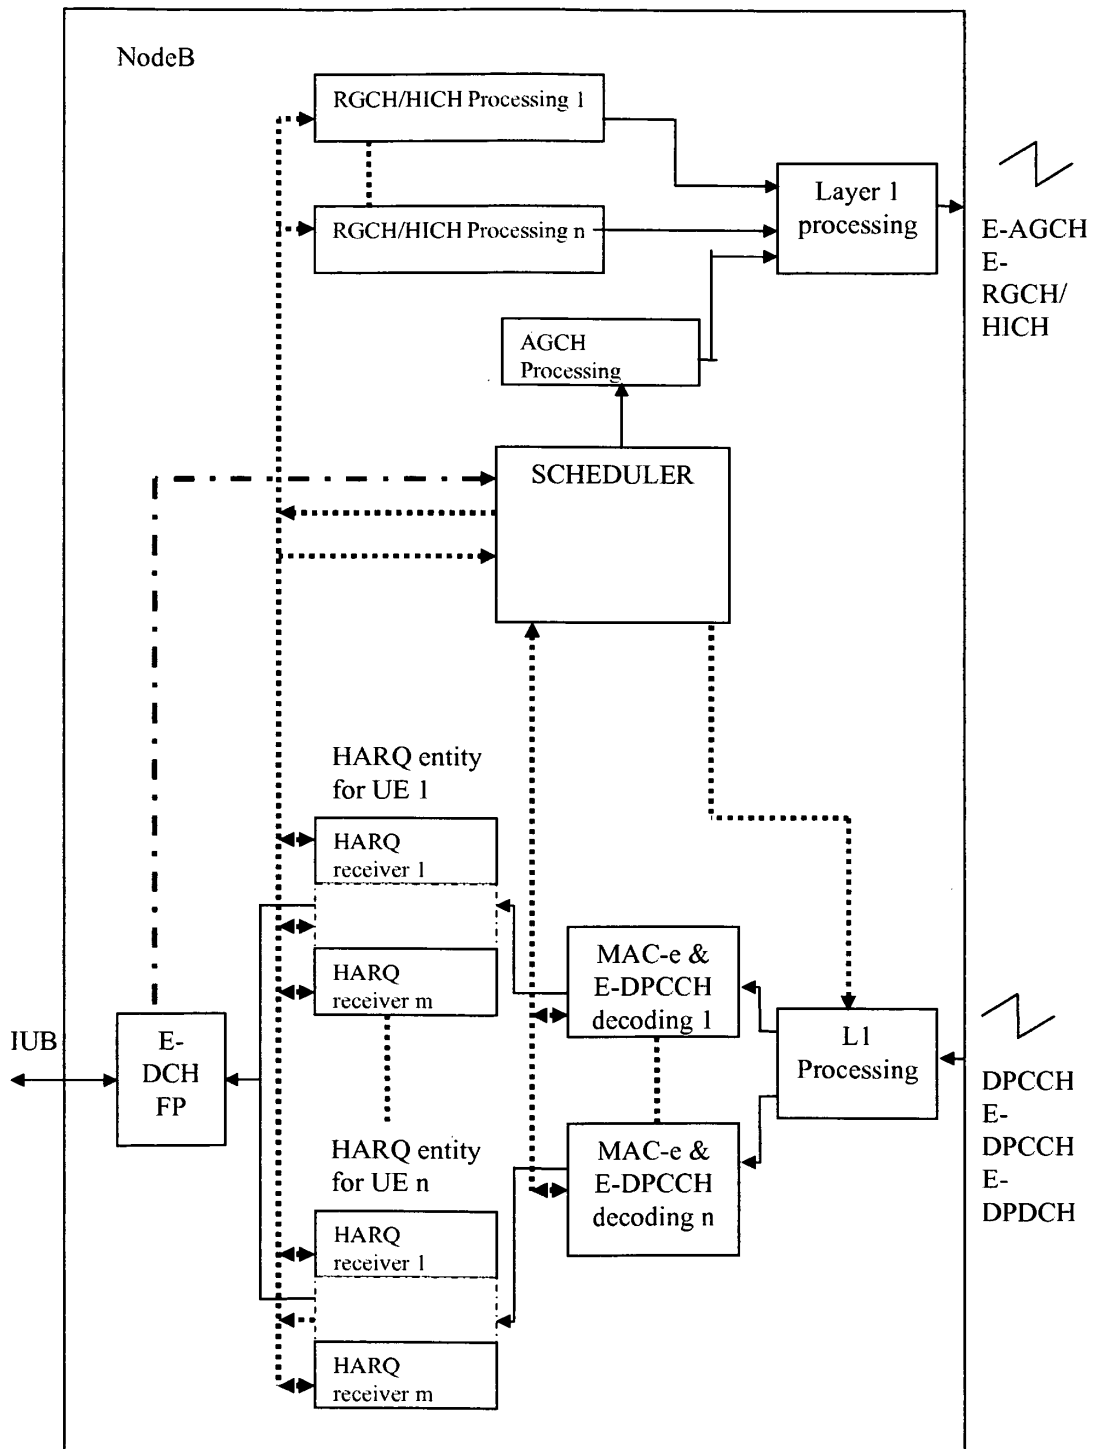 NodeB
RGCH/HICH Processing 1
RGCH/HICH Processing n
Layer 1
processing
E-AGCH
E-
RGCH/
HICH
AGCH
Processing
SCHEDULER
HARQ entity
for UE 1
HARQ
receiver 1
HARQ
receiver m
MAC-e &
E-DPCCH
decoding 1
L1
Processing
IUB
E-
DCH
FP
DPCCH
E-
DPCCH
E-
DPDCH
HARQ entity
for UE n
MAC-e &
E-DPCCH
decoding n
HARQ
receiver 1
HARQ
receiver m